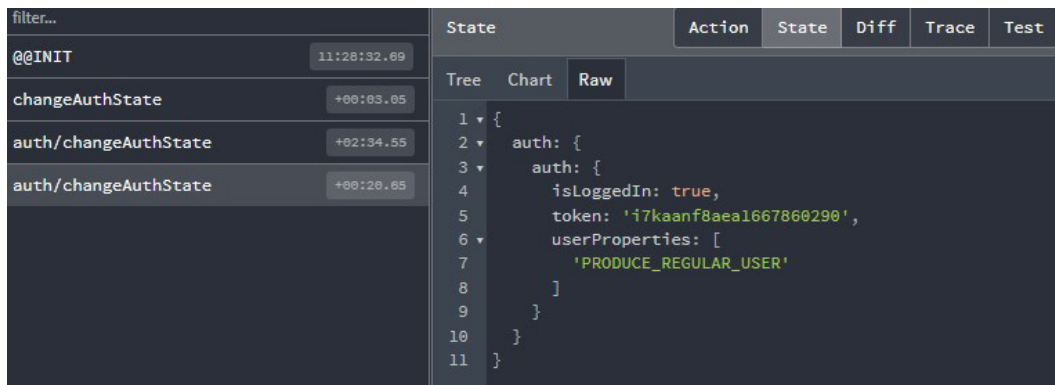 filter...
@@INIT 11:28:32.69
changeAuthState +00:03.05
auth/changeAuthState +02:34.55
auth/changeAuthState +00:20.65
State Action State Diff Trace Test
Tree Chart Raw
1 {
2 auth: {
3 auth: {
4 isLoggedIn: true,
5 token: 'i7kaanf8aea1667860290',
6 userProperties: [
7 'PRODUCE_REGULAR_USER'
8 ]
9 }
10 }
11 }